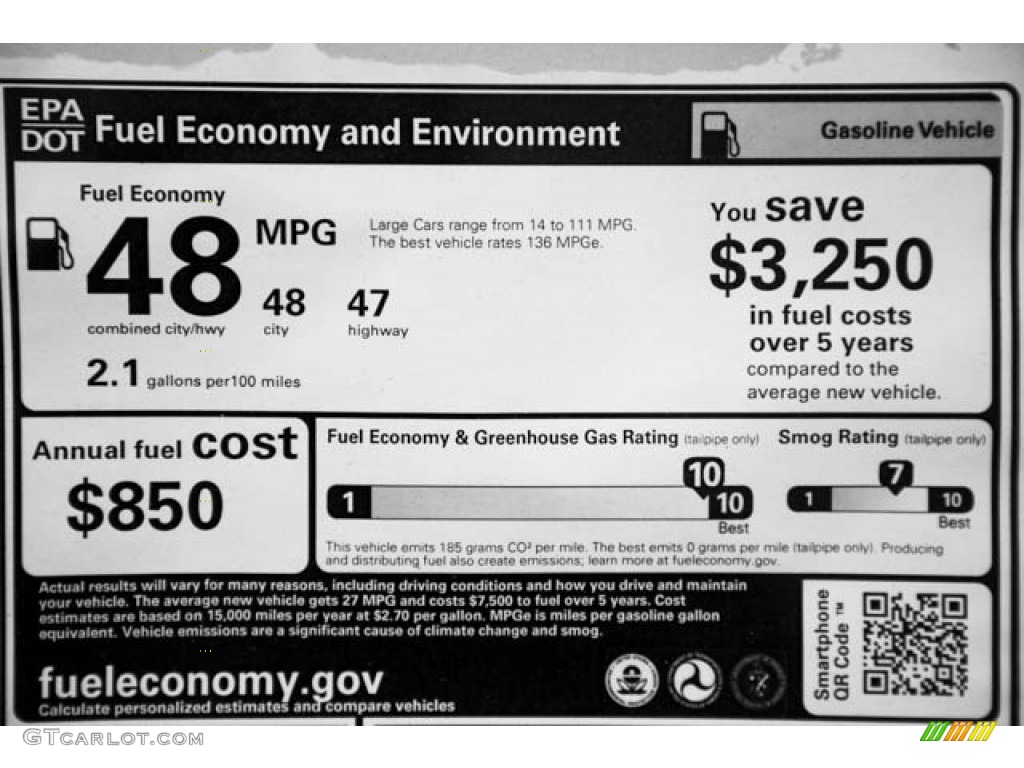 EPA
DOT Fuel Economy and Environment
Gasoline Vehicle
Fuel Economy
48 MPG
Large Cars range from 14 to 111 MPG.
The best vehicle rates 136 MPGe.
48 47
combined city/hwy city highway
2.1 gallons per100 miles
You save
$3,250
in fuel costs
over 5 years
compared to the
average new vehicle.
Annual fuel cost
$850
Fuel Economy & Greenhouse Gas Rating (tailpipe only)
10
1 10
Best
Smog Rating (tailpipe only)
7
1 10
Best
This vehicle emits 185 grams CO² per mile. The best emits 0 grams per mile (tailpipe only). Producing
and distributing fuel also create emissions; learn more at fueleconomy.gov.
Actual results will vary for many reasons, including driving conditions and how you drive and maintain
your vehicle. The average new vehicle gets 27 MPG and costs $7,500 to fuel over 5 years. Cost
estimates are based on 15,000 miles per year at $2.70 per gallon. MPGe is miles per gasoline gallon
equivalent. Vehicle emissions are a significant cause of climate change and smog.
fueleconomy.gov
Calculate personalized estimates and compare vehicles
Smartphone
QR Code ™
GTcarlot.com